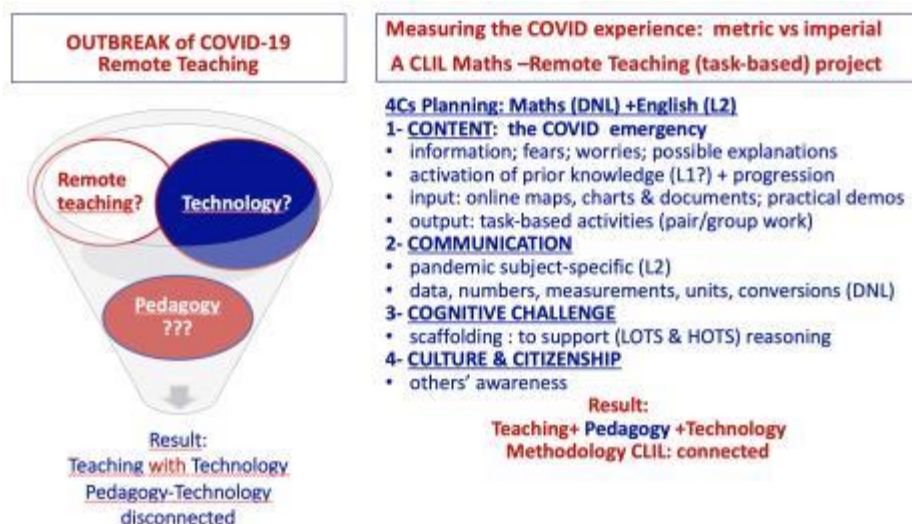 OUTBREAK of COVID-19
Remote Teaching
Remote
teaching?
Technology?
Pedagogy
???
Result:
Teaching with Technology
Pedagogy-Technology
disconnected
Measuring the COVID experience: metric vs imperial
A CLIL Maths –Remote Teaching (task-based) project
4Cs Planning: Maths (DNL) +English (L2)
1- CONTENT: the COVID emergency
• information; fears; worries; possible explanations
• activation of prior knowledge (L1?) + progression
• input: online maps, charts & documents; practical demos
• output: task-based activities (pair/group work)
2- COMMUNICATION
• pandemic subject-specific (L2)
• data, numbers, measurements, units, conversions (DNL)
3- COGNITIVE CHALLENGE
• scaffolding : to support (LOTS & HOTS) reasoning
4- CULTURE & CITIZENSHIP
• others’ awareness
Result:
Teaching+ Pedagogy +Technology
Methodology CLIL: connected